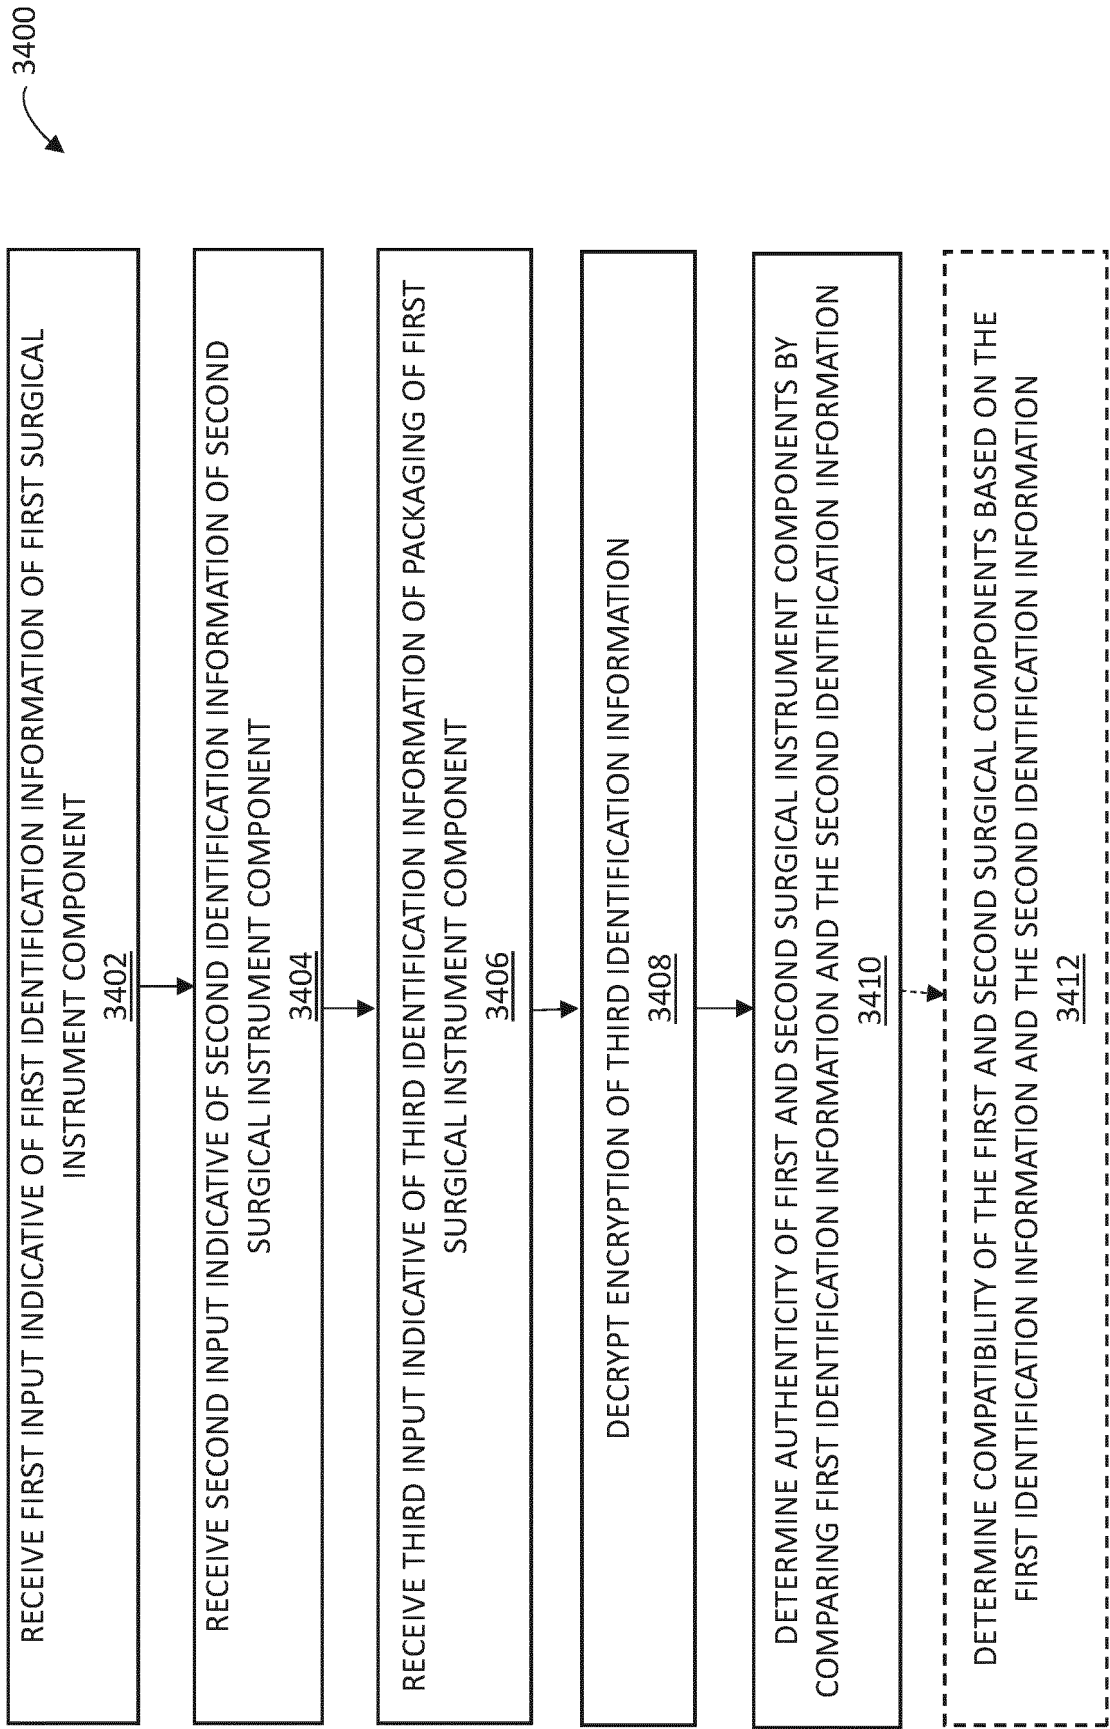 3400
RECEIVE FIRST INPUT INDICATIVE OF FIRST IDENTIFICATION INFORMATION OF FIRST SURGICAL
INSTRUMENT COMPONENT
3402
RECEIVE SECOND INPUT INDICATIVE OF SECOND IDENTIFICATION INFORMATION OF SECOND
SURGICAL INSTRUMENT COMPONENT
3404
RECEIVE THIRD INPUT INDICATIVE OF THIRD IDENTIFICATION INFORMATION OF PACKAGING OF FIRST
SURGICAL INSTRUMENT COMPONENT
3406
DECRYPT ENCRYPTION OF THIRD IDENTIFICATION INFORMATION
3408
DETERMINE AUTHENTICITY OF FIRST AND SECOND SURGICAL INSTRUMENT COMPONENTS BY
COMPARING FIRST IDENTIFICATION INFORMATION AND THE SECOND IDENTIFICATION INFORMATION
3410
DETERMINE COMPATIBILITY OF THE FIRST AND SECOND SURGICAL COMPONENTS BASED ON THE
FIRST IDENTIFICATION INFORMATION AND THE SECOND IDENTIFICATION INFORMATION
3412